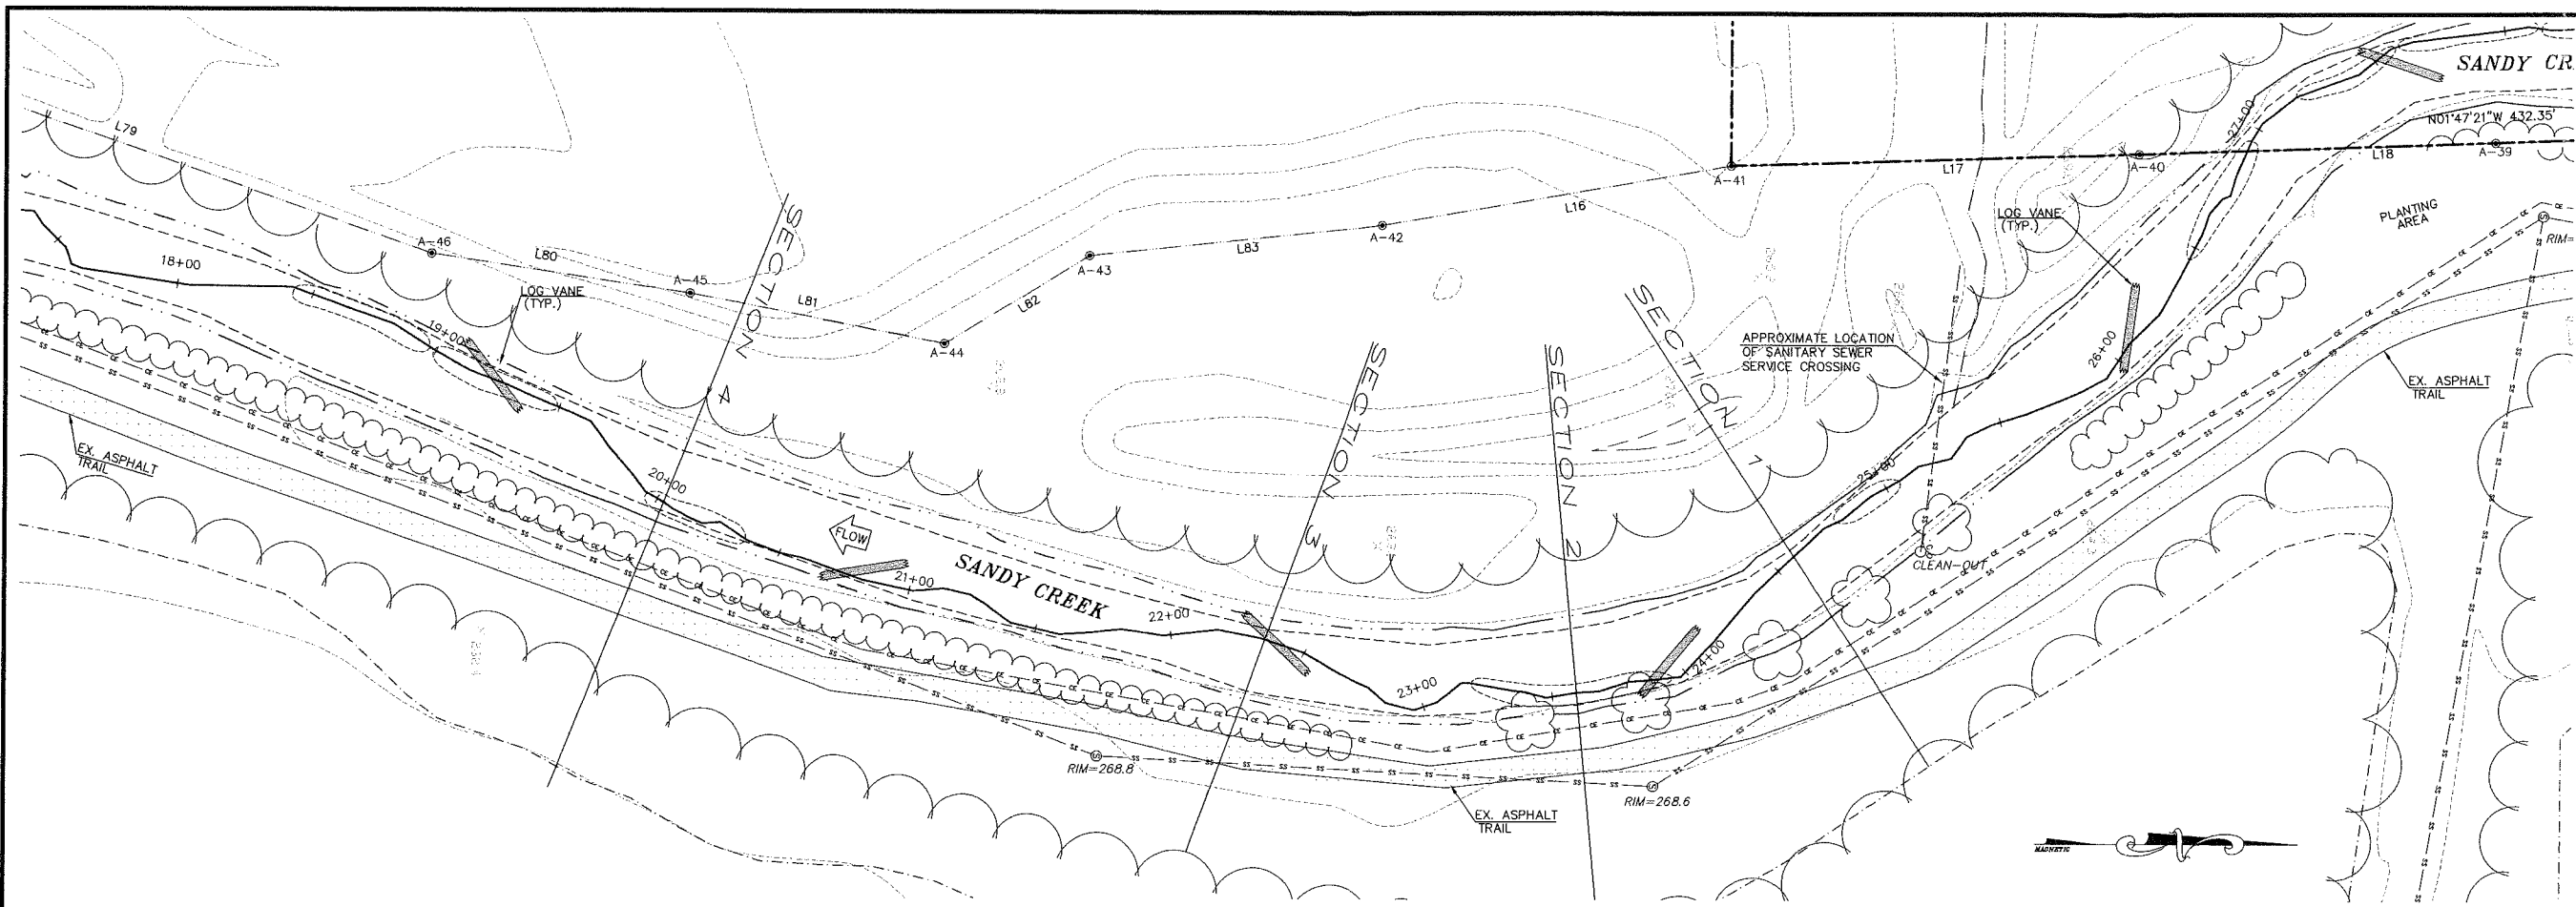 SANDY CR
L79
27+00
N01°47'21"W 432.35'
A-41
L17
A-40
L18
A-39
L16
LOG VANE
(TYP.)
PLANTING
AREA
RIM=
A-46
L80
A-45
L81
A-42
L83
A-43
L82
A-44
18+00
LOG VANE
(TYP.)
19+00
SECTION 4
SECTION 3
SECTION 2
SECTION 1
APPROXIMATE LOCATION
OF SANITARY SEWER
SERVICE CROSSING
26+00
EX. ASPHALT
TRAIL
EX. ASPHALT
TRAIL
20+00
25+00
FLOW
SANDY CREEK
21+00
22+00
CLEAN-OUT
24+00
23+00
RIM=268.8
RIM=268.6
EX. ASPHALT
TRAIL
MAGNETIC